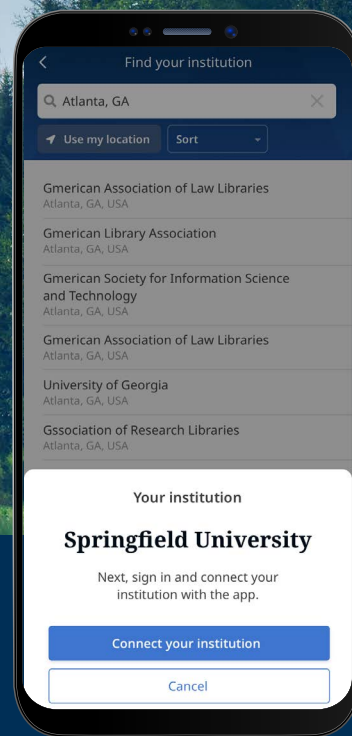 Find your institution
Atlanta, GA
Use my location
Sort
Gmerican Association of Law Libraries
Atlanta, GA, USA
Gmerican Library Association
Atlanta, GA, USA
Gmerican Society for Information Science
and Technology
Atlanta, GA, USA
Gmerican Association of Law Libraries
Atlanta, GA, USA
University of Georgia
Atlanta, GA, USA
Gssociation of Research Libraries
Atlanta, GA, USA
Your institution
Springfield University
Next, sign in and connect your
institution with the app.
Connect your institution
Cancel